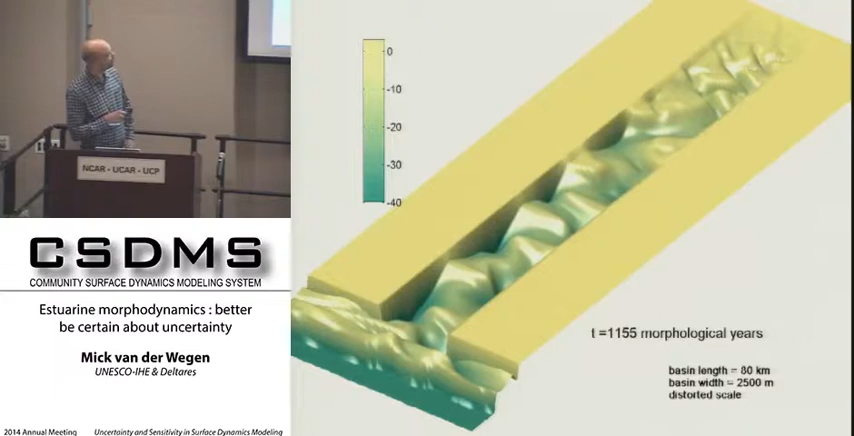 NCAR - UCAR - UCP
CSDMS
COMMUNITY SURFACE DYNAMICS MODELING SYSTEM
Estuarine morphodynamics : better
be certain about uncertainty
Mick van der Wegen
UNESCO-IHE & Deltares
2014 Annual Meeting Uncertainty and Sensitivity in Surface Dynamics Modeling
0
-10
-20
-30
-40
t =1155 morphological years
basin length = 80 km
basin width = 2500 m
distorted scale